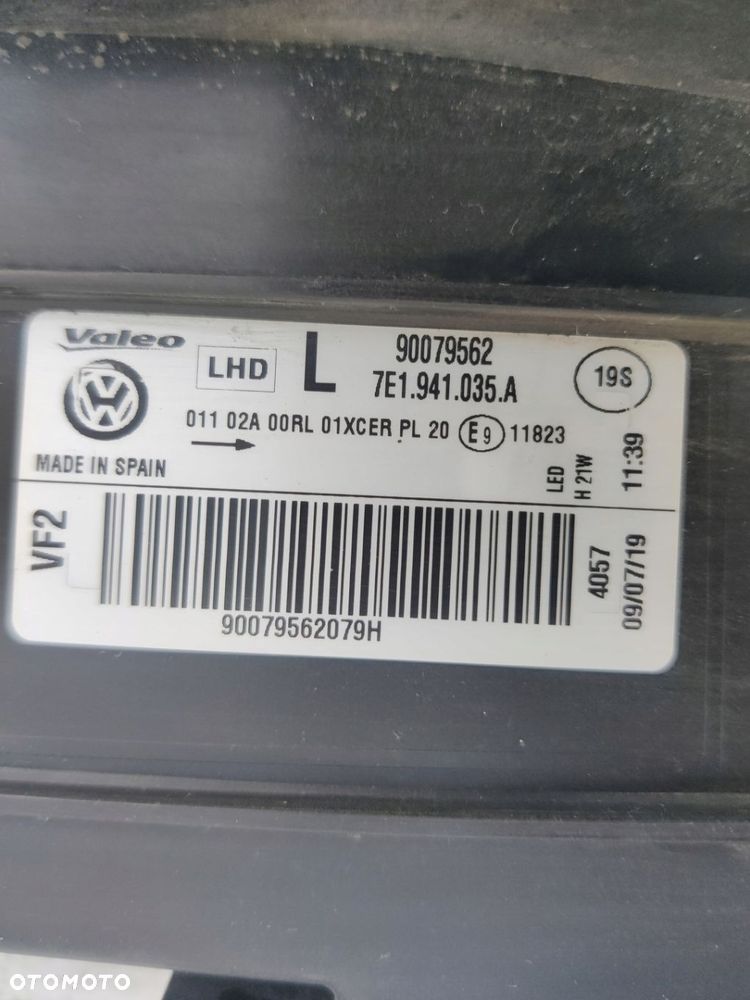 Valeo
LHD
L
90079562
7E1.941.035.A
19S
011 02A 00RL 01XCER PL 20 E9 11823
MADE IN SPAIN
LED
H 21W
11:39
VF2
4057
09/07/19
90079562079H
OTOMOTO